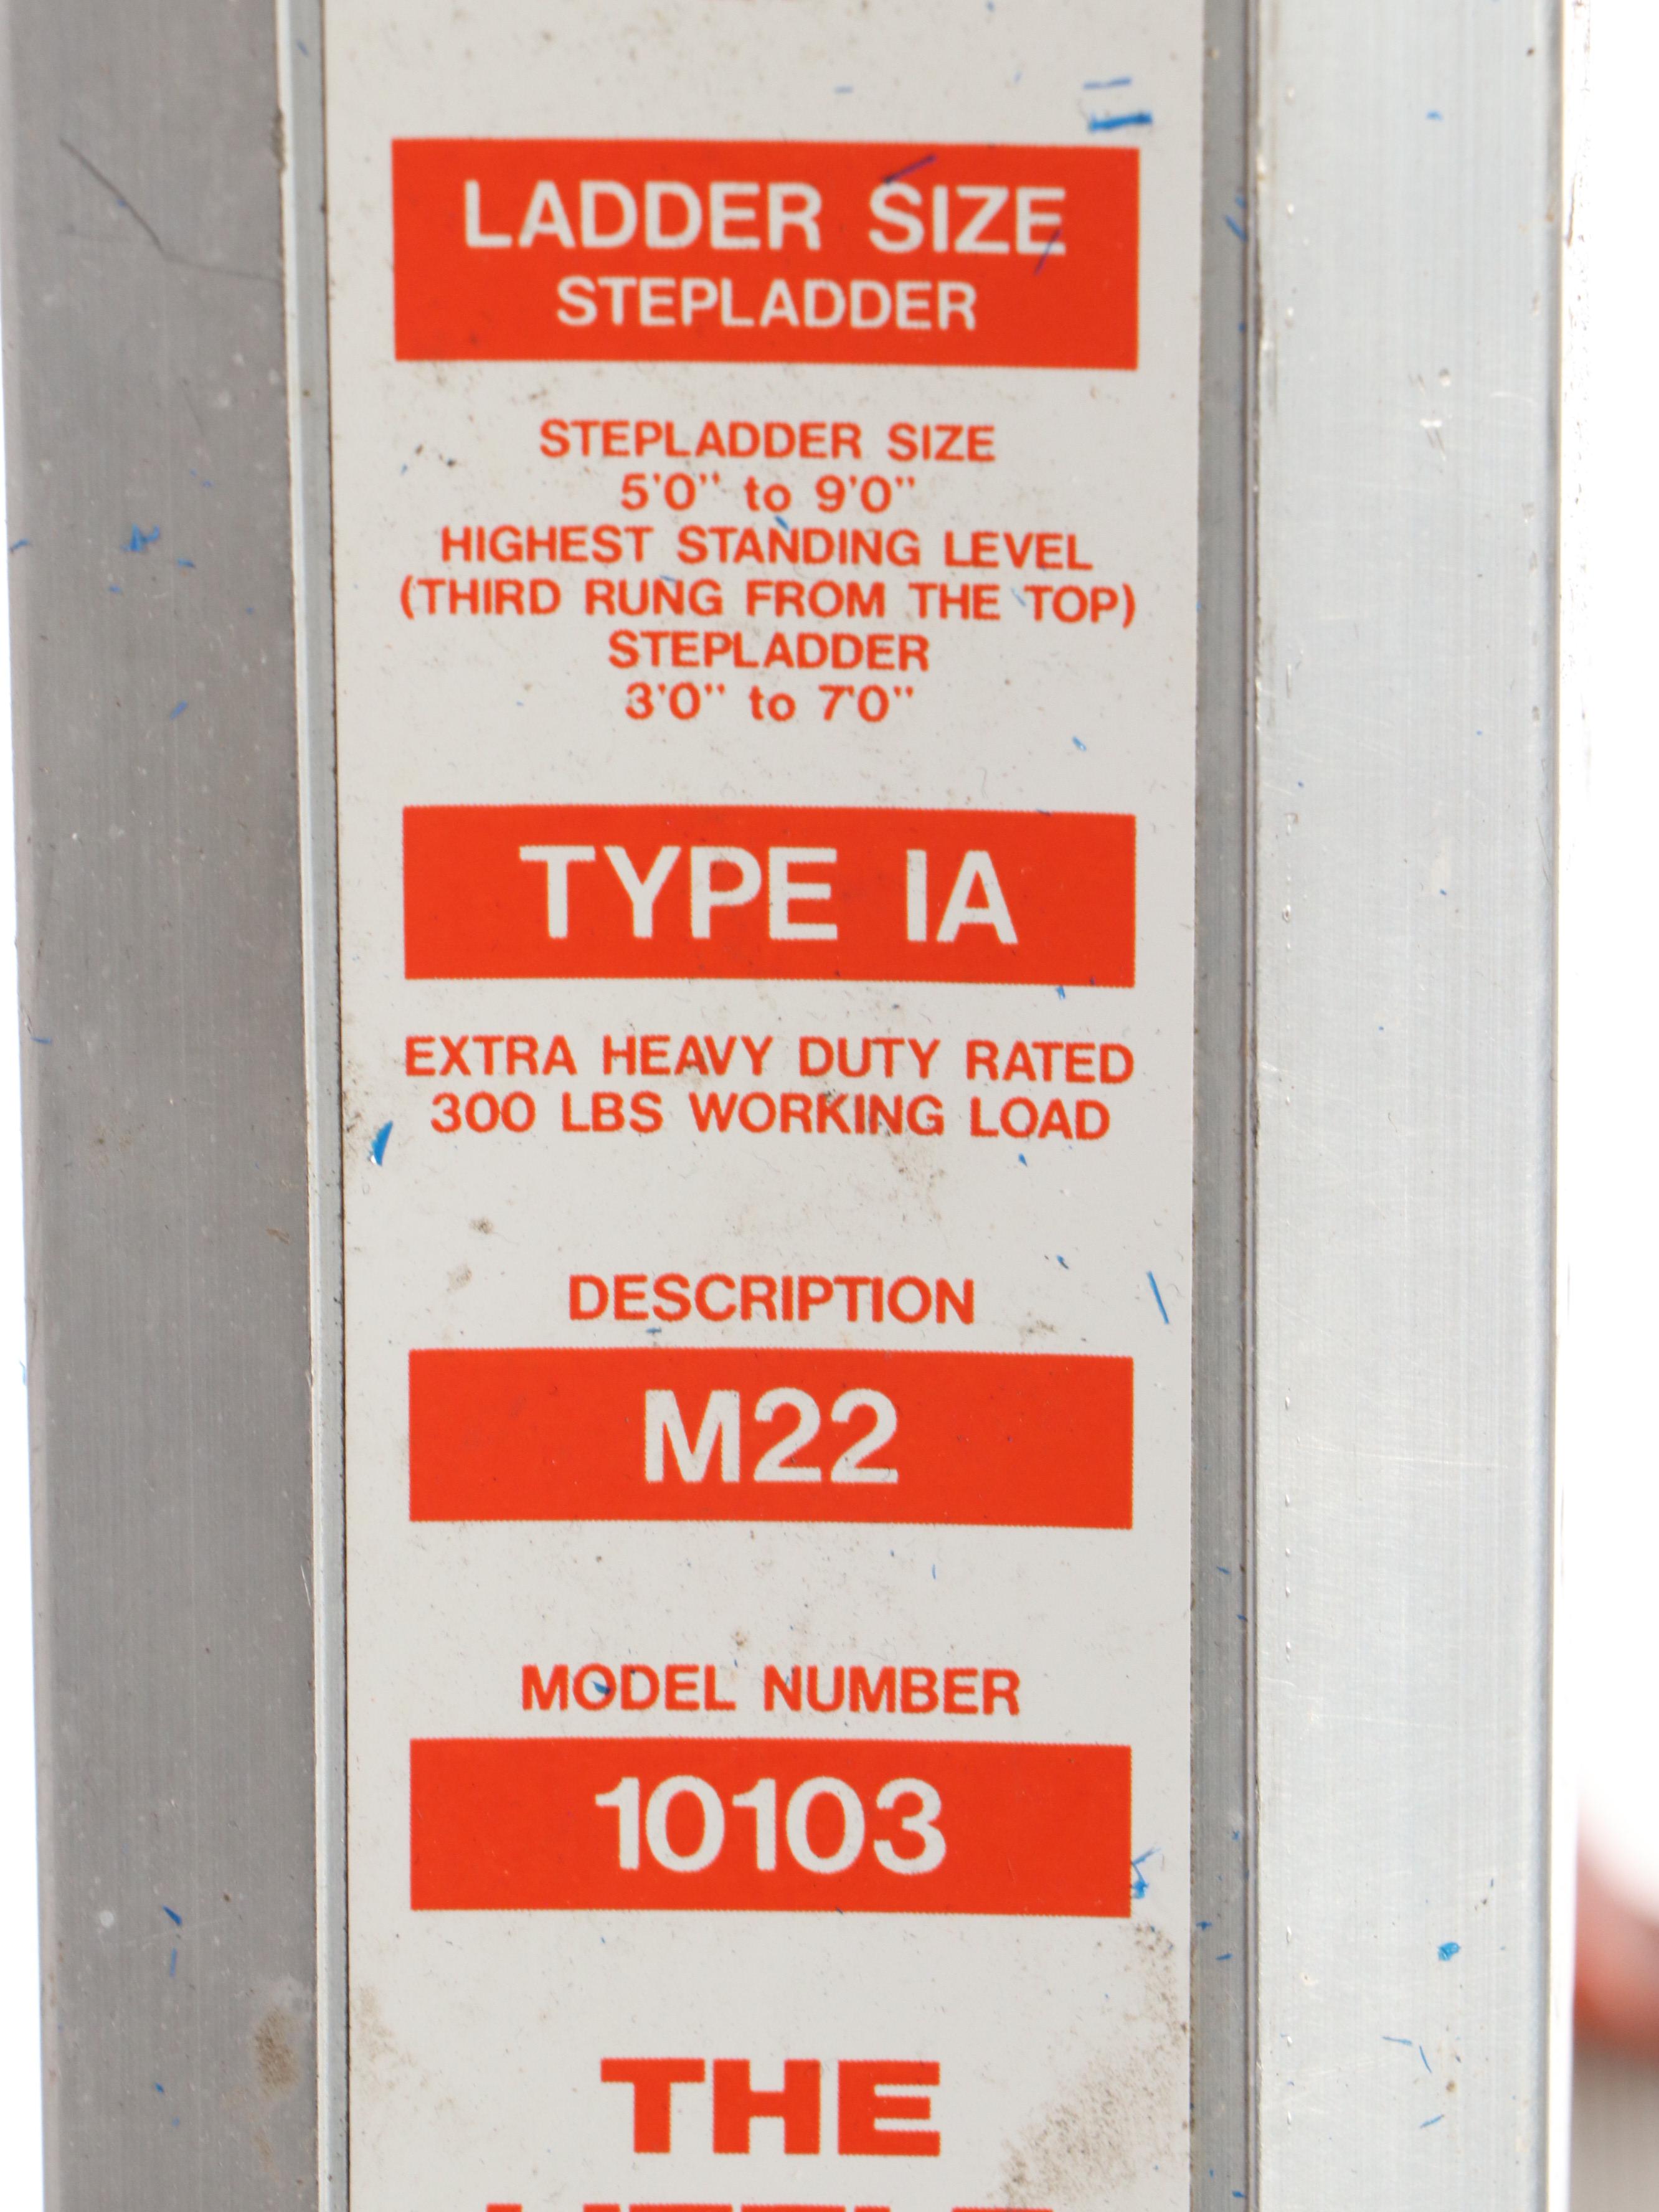 LADDER SIZE
STEPLADDER
STEPLADDER SIZE
5'0" to 9'0"
HIGHEST STANDING LEVEL
(THIRD RUNG FROM THE TOP)
STEPLADDER
3'0" to 7'0"
TYPE IA
EXTRA HEAVY DUTY RATED
300 LBS WORKING LOAD
DESCRIPTION
M22
MODEL NUMBER
10103
THE